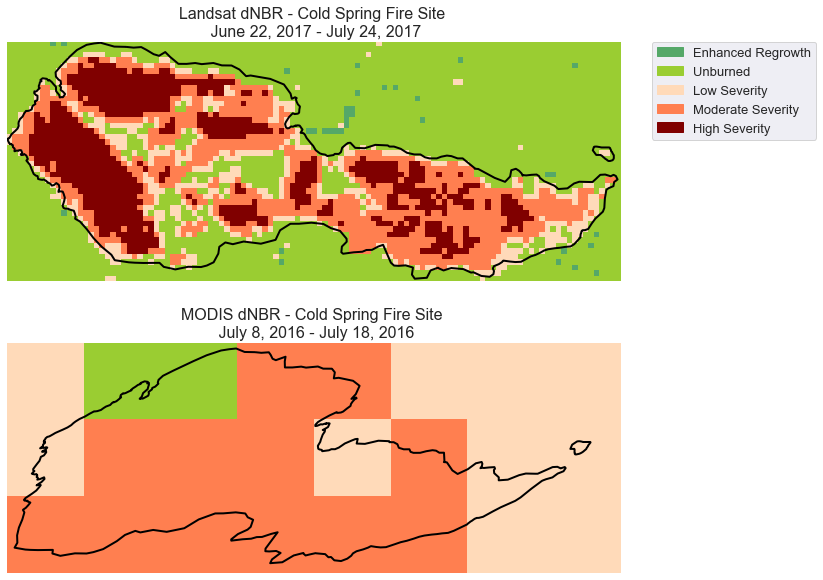 Landsat dNBR - Cold Spring Fire Site
June 22, 2017 - July 24, 2017
Enhanced Regrowth
Unburned
Low Severity
Moderate Severity
High Severity
MODIS dNBR - Cold Spring Fire Site
July 8, 2016 - July 18, 2016